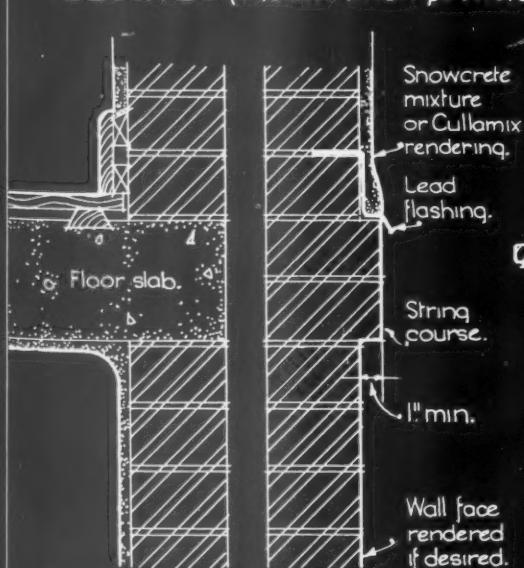 Snowcrete
mixture
or Cullamix
rendering.
Lead
flashing.
Floor slab.
String
course.
1" min.
Wall face
rendered
if desired.